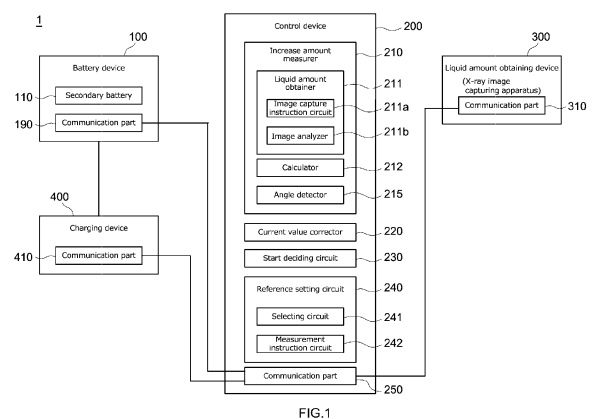 1
100
Battery device
110
Secondary battery
190
Communication part
400
Charging device
410
Communication part
Control device
200
Increase amount
measurer
210
Liquid amount
obtainer
211
Image capture
instruction circuit
211a
Image analyzer
211b
Calculator
212
Angle detector
215
Current value corrector
220
Start deciding circuit
230
Reference setting circuit
240
Selecting circuit
241
Measurement
instruction circuit
242
Communication part
250
300
Liquid amount obtaining device
(X-ray image
capturing apparatus)
Communication part
310
FIG.1